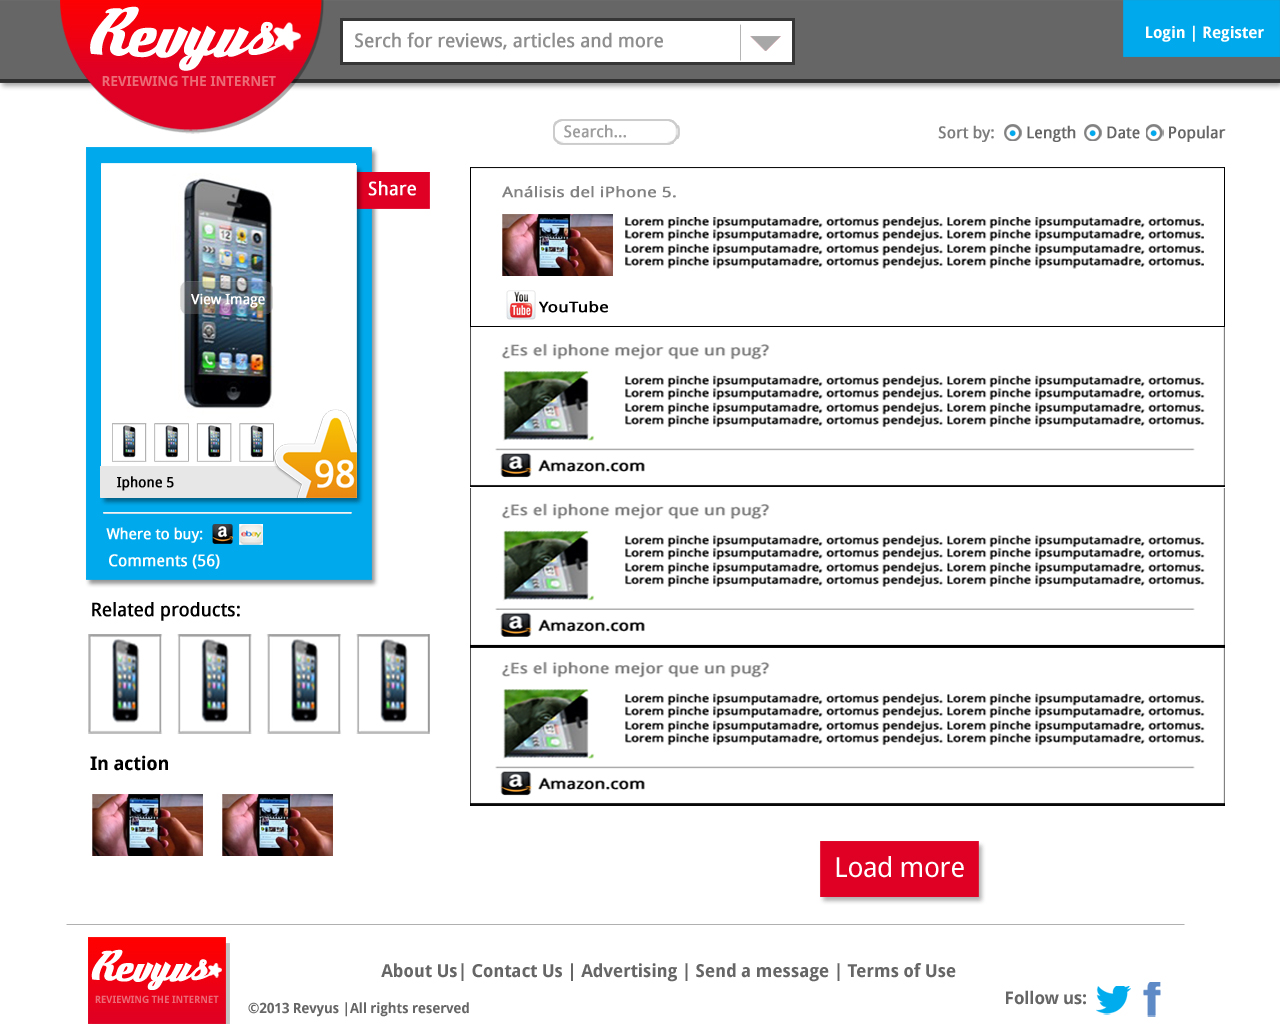 Revyus
REVIEWING THE INTERNET
Serch for reviews, articles and more
Login | Register
Search...
Sort by: Length Date Popular
Share
View Image
98
Iphone 5
Where to buy: a ebay
Comments (56)
Related products:
In action
Análisis del iPhone 5.
Lorem pinche ipsumputamadre, ortomus pendejus. Lorem pinche ipsumputamadre, ortomus.
Lorem pinche ipsumputamadre, ortomus pendejus. Lorem pinche ipsumputamadre, ortomus.
Lorem pinche ipsumputamadre, ortomus pendejus. Lorem pinche ipsumputamadre, ortomus.
Lorem pinche ipsumputamadre, ortomus pendejus. Lorem pinche ipsumputamadre, ortomus.
You Tube YouTube
¿Es el iphone mejor que un pug?
Lorem pinche ipsumputamadre, ortomus pendejus. Lorem pinche ipsumputamadre, ortomus.
Lorem pinche ipsumputamadre, ortomus pendejus. Lorem pinche ipsumputamadre, ortomus.
Lorem pinche ipsumputamadre, ortomus pendejus. Lorem pinche ipsumputamadre, ortomus.
Lorem pinche ipsumputamadre, ortomus pendejus. Lorem pinche ipsumputamadre, ortomus.
a Amazon.com
¿Es el iphone mejor que un pug?
Lorem pinche ipsumputamadre, ortomus pendejus. Lorem pinche ipsumputamadre, ortomus.
Lorem pinche ipsumputamadre, ortomus pendejus. Lorem pinche ipsumputamadre, ortomus.
Lorem pinche ipsumputamadre, ortomus pendejus. Lorem pinche ipsumputamadre, ortomus.
Lorem pinche ipsumputamadre, ortomus pendejus. Lorem pinche ipsumputamadre, ortomus.
a Amazon.com
¿Es el iphone mejor que un pug?
Lorem pinche ipsumputamadre, ortomus pendejus. Lorem pinche ipsumputamadre, ortomus.
Lorem pinche ipsumputamadre, ortomus pendejus. Lorem pinche ipsumputamadre, ortomus.
Lorem pinche ipsumputamadre, ortomus pendejus. Lorem pinche ipsumputamadre, ortomus.
Lorem pinche ipsumputamadre, ortomus pendejus. Lorem pinche ipsumputamadre, ortomus.
a Amazon.com
Load more
Revyus
REVIEWING THE INTERNET
About Us| Contact Us | Advertising | Send a message | Terms of Use
©2013 Revyus |All rights reserved
Follow us: f